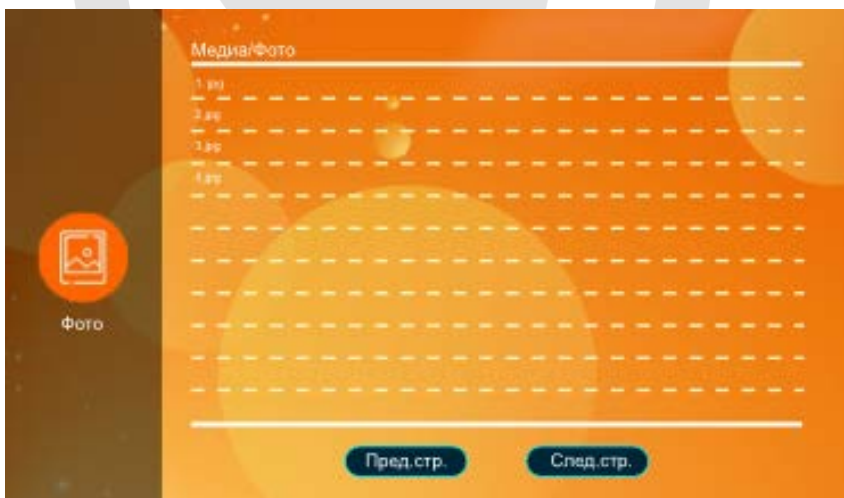 Медиа/Фото
1.jpg
2.jpg
3.jpg
4.jpg
Фото
Пред.стр.
След.стр.